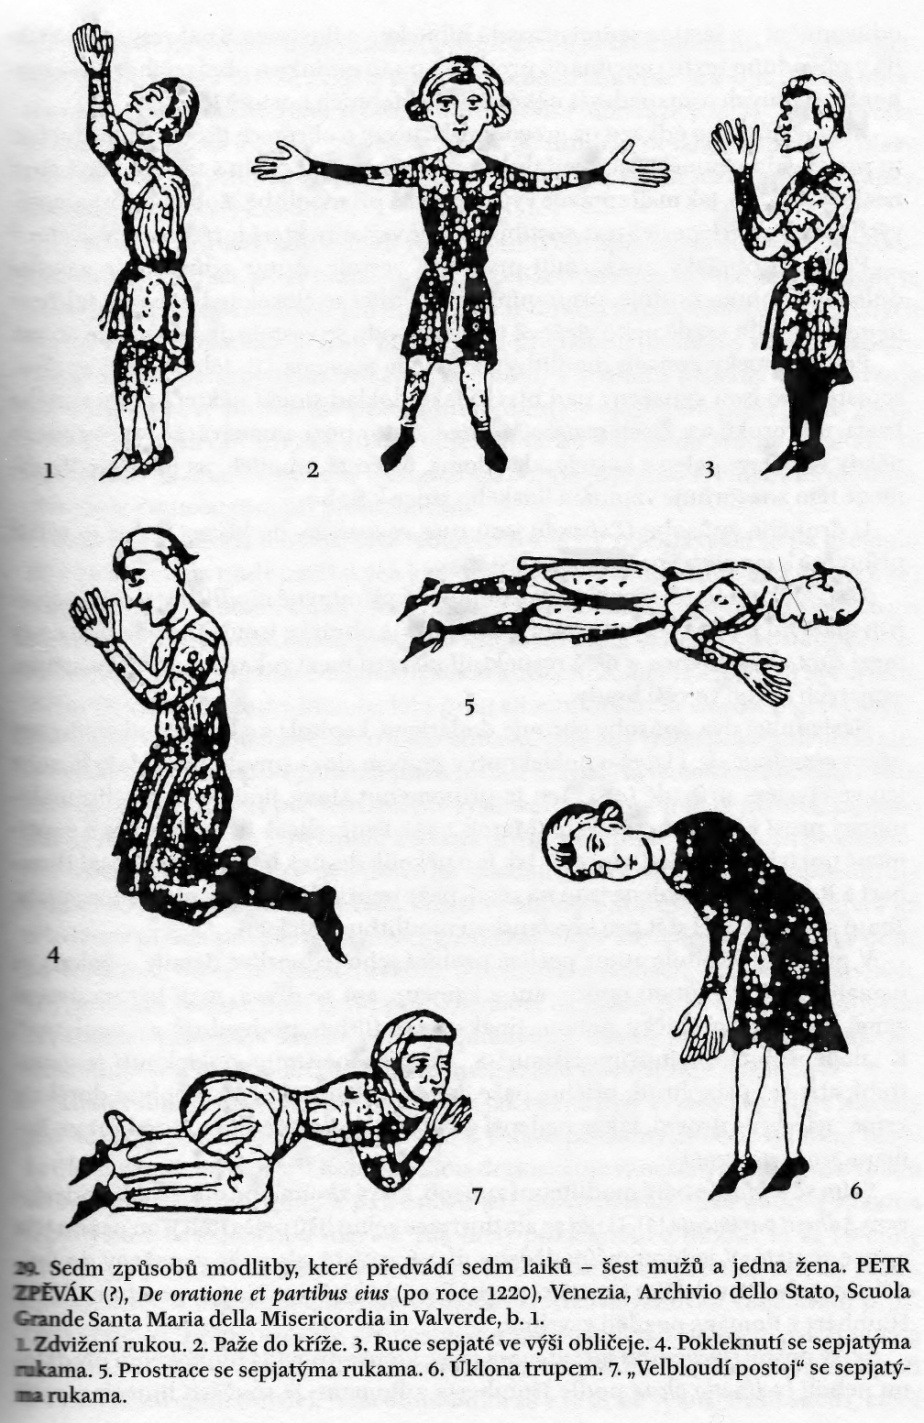 1
2
3
4
5
6
7
29. Sedm způsobů modlitby, které předvádí sedm laiků – šest mužů a jedna žena. PETR
ZPĚVÁK (?), De oratione et partibus eius (po roce 1220), Venezia, Archivio dello Stato, Scuola
Grande Santa Maria della Misericordia in Valverde, b. 1.
1. Zdvižení rukou. 2. Paže do kříže. 3. Ruce sepjaté ve výši obličeje. 4. Pokleknutí se sepjatýma
rukama. 5. Prostrace se sepjatýma rukama. 6. Úklona trupem. 7. „Velbloudí postoj“ se sepjatý-
ma rukama.